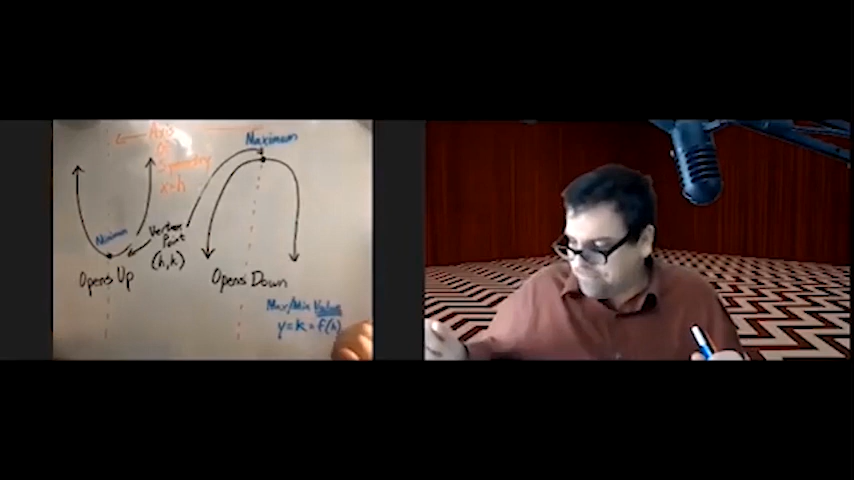 Axis
of
Symmetry
x=h
Maximum
Minimum
Vertex
Point
(h,k)
Opens Up
Opens Down
Max/Min Value
y=k=f(h)